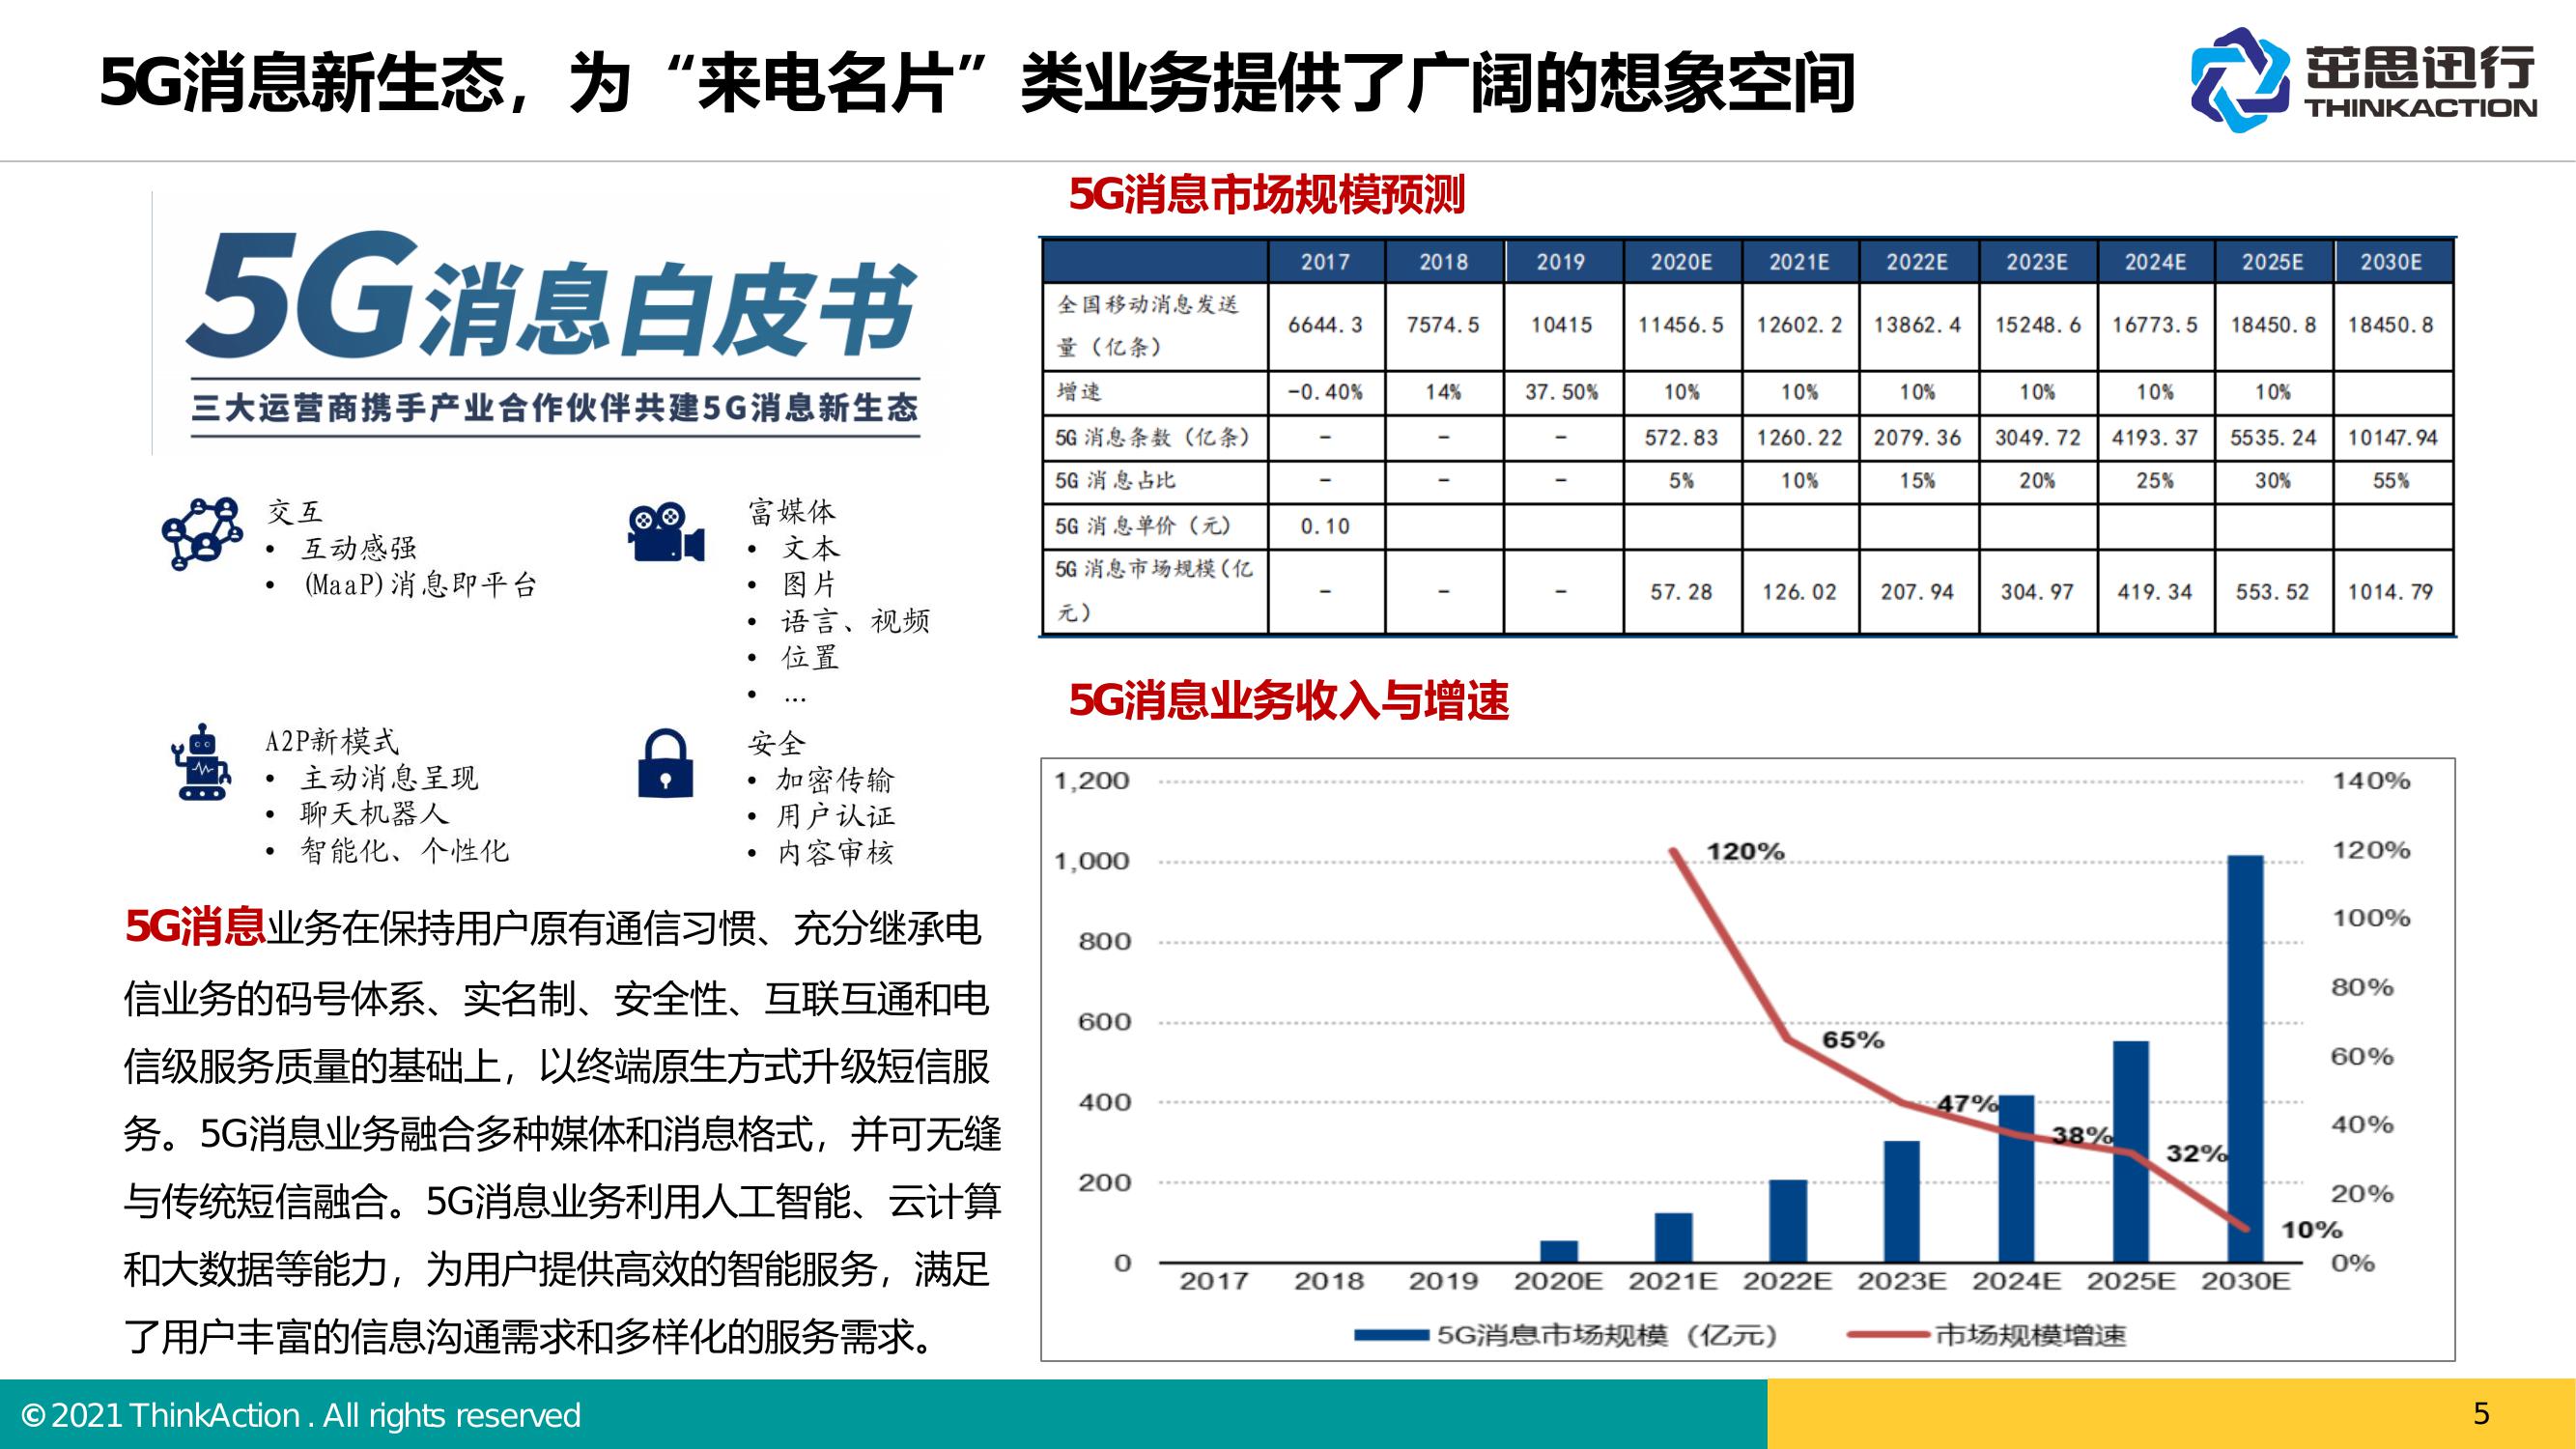 5G消息新生态，为“来电名片”类业务提供了广阔的想象空间
茁思迅行
THINKACTION
5G消息白皮书
三大运营商携手产业合作伙伴共建5G消息新生态
交互
• 互动感强
• (MaaP)消息即平台
富媒体
• 文本
• 图片
• 语言、视频
• 位置
• …
A2P新模式
• 主动消息呈现
• 聊天机器人
• 智能化、个性化
安全
• 加密传输
• 用户认证
• 内容审核
5G消息业务在保持用户原有通信习惯、充分继承电
信业务的码号体系、实名制、安全性、互联互通和电
信级服务质量的基础上，以终端原生方式升级短信服
务。5G消息业务融合多种媒体和消息格式，并可无缝
与传统短信融合。5G消息业务利用人工智能、云计算
和大数据等能力，为用户提供高效的智能服务，满足
了用户丰富的信息沟通需求和多样化的服务需求。
5G消息市场规模预测
2017 2018 2019 2020E 2021E 2022E 2023E 2024E 2025E 2030E
全国移动消息发送
量（亿条） 6644.3 7574.5 10415 11456.5 12602.2 13862.4 15248.6 16773.5 18450.8 18450.8
增速 -0.40% 14% 37.50% 10% 10% 10% 10% 10% 10%
5G 消息条数（亿条） - - - 572.83 1260.22 2079.36 3049.72 4193.37 5535.24 10147.94
5G 消息占比 - - - 5% 10% 15% 20% 25% 30% 55%
5G 消息单价（元） 0.10
5G 消息市场规模（亿
元） - - - 57.28 126.02 207.94 304.97 419.34 553.52 1014.79
5G消息业务收入与增速
1,200 140%
1,000 120%
800 100%
600 80%
400 60%
200 40%
0 20%
0%
120%
65%
47%
38%
32%
10%
2017 2018 2019 2020E 2021E 2022E 2023E 2024E 2025E 2030E
5G消息市场规模（亿元） 市场规模增速
© 2021 ThinkAction . All rights reserved
5